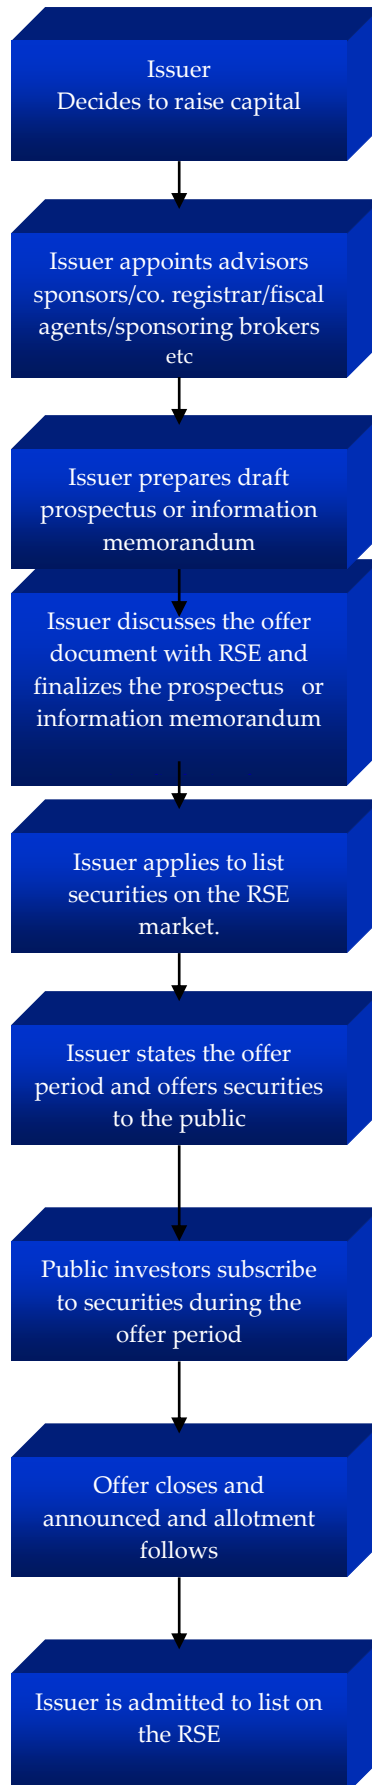 Issuer
Decides to raise capital
Issuer appoints advisors
sponsors/co. registrar/fiscal
agents/sponsoring brokers
etc
Issuer prepares draft
prospectus or information
memorandum
Issuer discusses the offer
document with RSE and
finalizes the prospectus or
information memorandum
Issuer applies to list
securities on the RSE
market.
Issuer states the offer
period and offers securities
to the public
Public investors subscribe
to securities during the
offer period
Offer closes and
announced and allotment
follows
Issuer is admitted to list on
the RSE